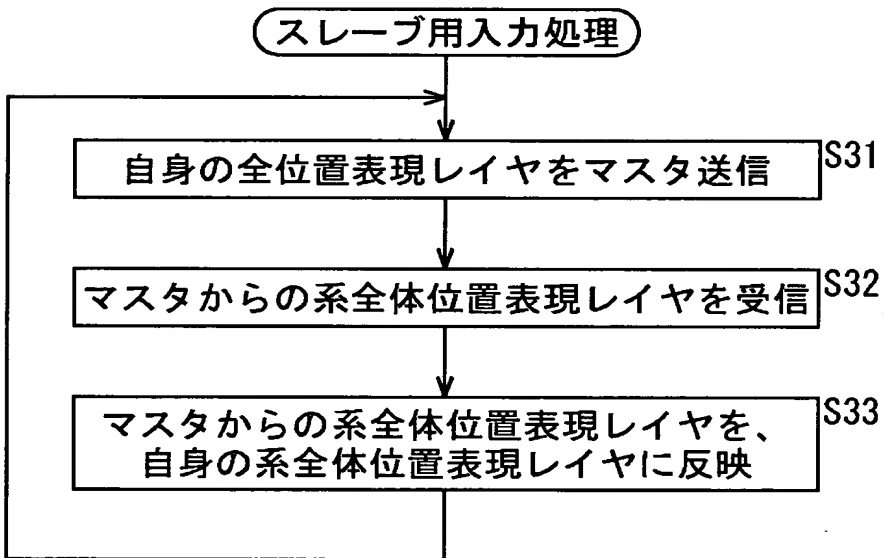 スレーブ用入力処理
自身の全位置表現レイヤをマスタ送信
S31
マスタからの系全体位置表現レイヤを受信
S32
マスタからの系全体位置表現レイヤを、
自身の系全体位置表現レイヤに反映
S33